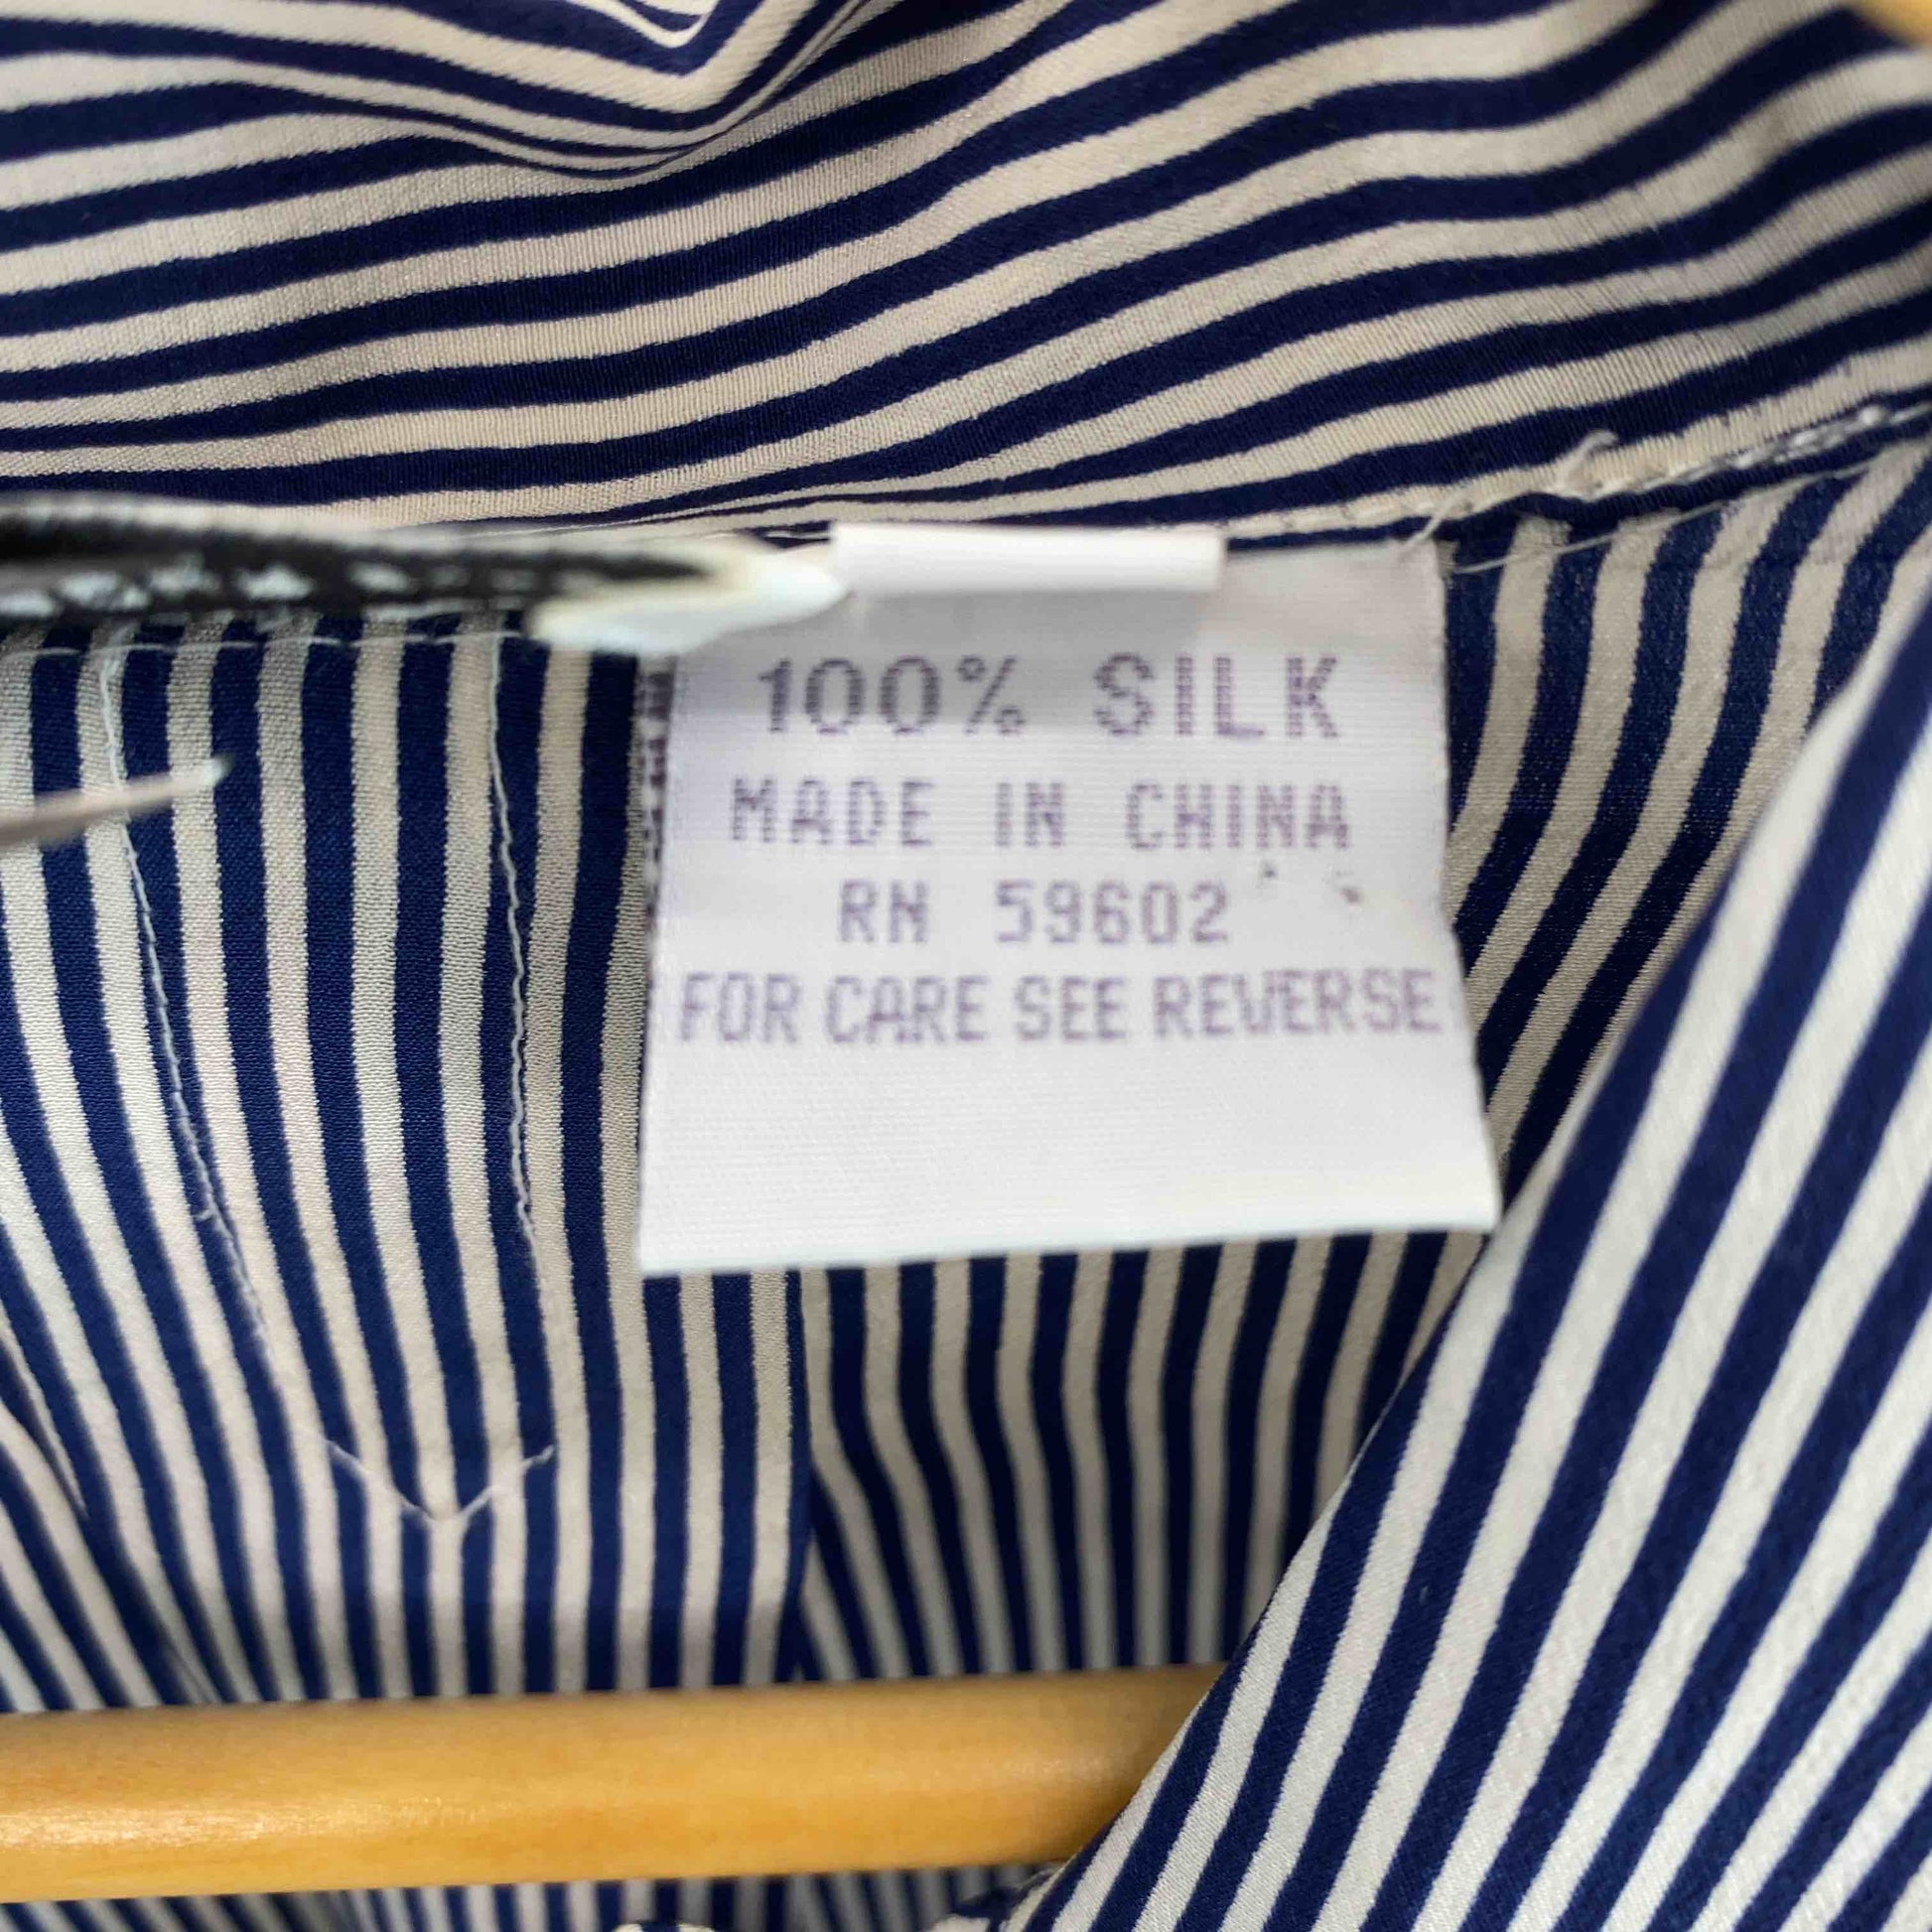 100% SILK
MADE IN CHINA
RN 59602
FOR CARE SEE REVERSE